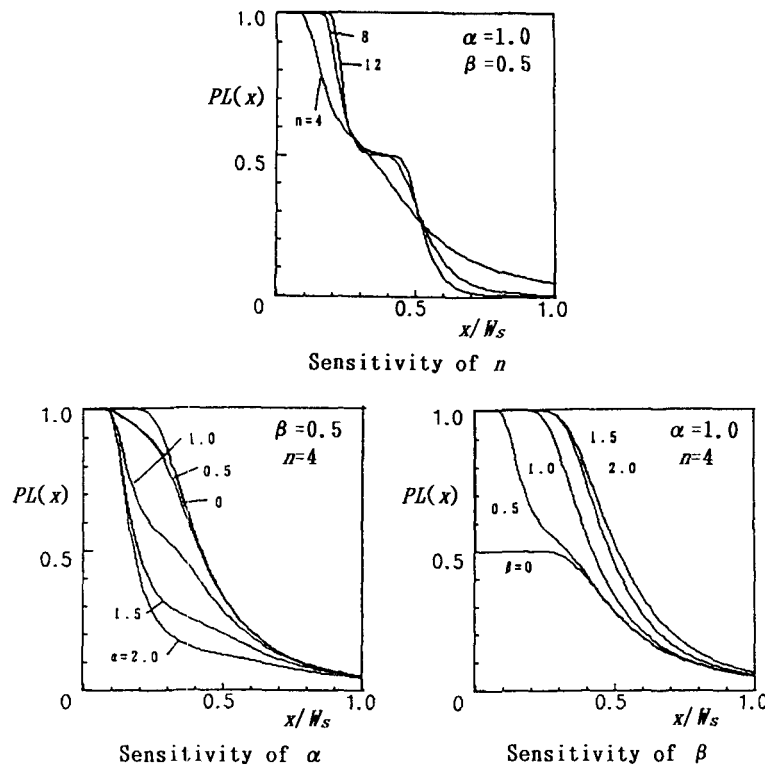 1.0
8
12
α=1.0
β=0.5
PL(x)
n=4
0.5
0
0.5
1.0
x/Ws
Sensitivity of n
1.0
1.0
β=0.5
n=4
0.5
0
PL(x)
0.5
1.5
α=2.0
0
0.5
1.0
x/Ws
Sensitivity of α
1.0
1.5
2.0
α=1.0
n=4
1.0
PL(x)
0.5
0.5
β=0
0
0.5
1.0
x/Ws
Sensitivity of β